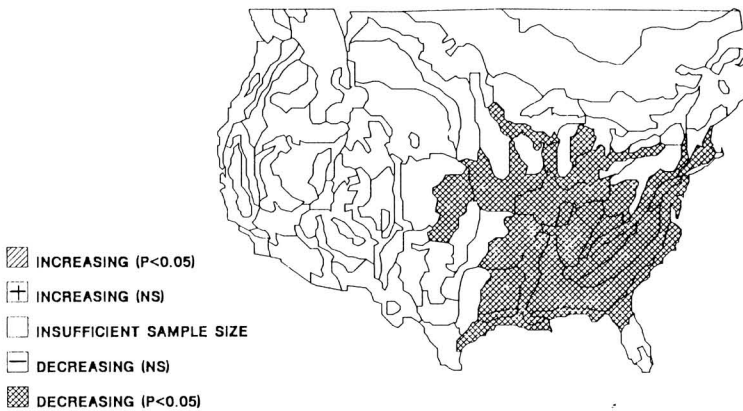 INCREASING (P<0.05)
INCREASING (NS)
INSUFFICIENT SAMPLE SIZE
DECREASING (NS)
DECREASING (P<0.05)